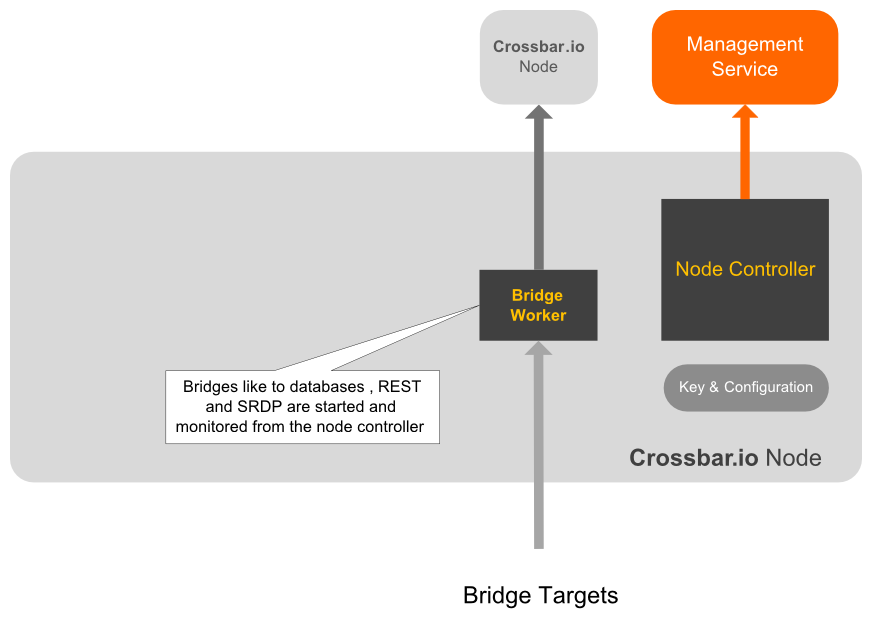 Crossbar.io
Node
Management
Service
Node Controller
Bridge
Worker
Bridges like to databases , REST
and SRDP are started and
monitored from the node controller
Key & Configuration
Crossbar.io Node
Bridge Targets